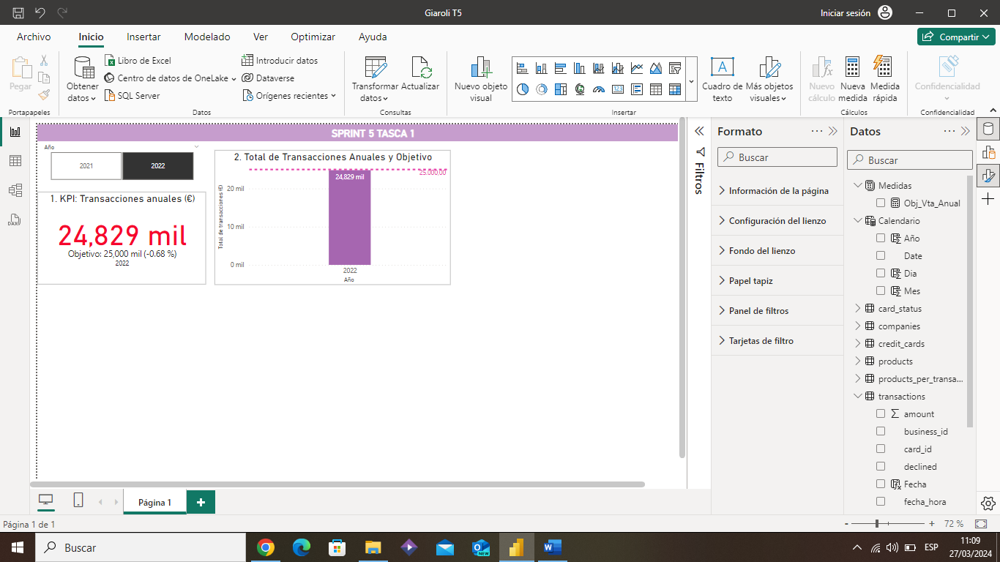 Giaroli T5
Iniciar sesión
Archivo Inicio Insertar Modelado Ver Optimizar Ayuda
Compartir
Pegar
Portapapeles
Obtener datos
Libro de Excel
Centro de datos de OneLake
SQL Server
Introducir datos
Dataverse
Orígenes recientes
Datos
Transformar datos
Actualizar
Consultas
Nuevo objeto visual
Cuadro de texto
Más objetos visuales
Insertar
Nuevo cálculo
Nueva medida
Medida rápida
Cálculos
Confidencialidad
Confidencialidad
SPRINT 5 TASCA 1
Año
2021
2022
1. KPI: Transacciones anuales (€)
24,829 mil
Objetivo: 25,000 mil (-0.68 %)
2022
2. Total de Transacciones Anuales y Objetivo
25.000,00
24,829 mil
Total de transacciones (€)
20 mil
10 mil
0 mil
2022
Año
Filtros
Formato
Buscar
Información de la página
Configuración del lienzo
Fondo del lienzo
Papel tapiz
Panel de filtros
Tarjetas de filtro
Datos
Buscar
Medidas
Obj_Vta_Anual
Calendario
Año
Date
Dia
Mes
card_status
companies
credit_cards
products
products_per_transa...
transactions
amount
business_id
card_id
declined
Fecha
fecha_hora
Página 1
Página 1 de 1
72 %
Buscar
ESP
11:09
27/03/2024